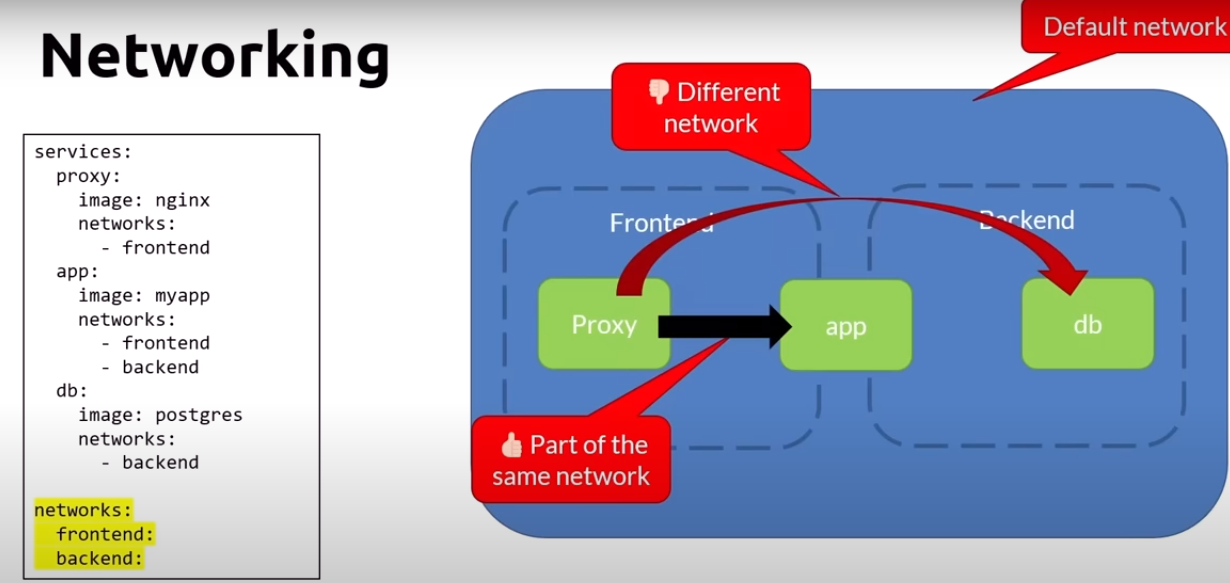 Networking
services:
  proxy:
    image: nginx
    networks:
      - frontend
  app:
    image: myapp
    networks:
      - frontend
      - backend
  db:
    image: postgres
    networks:
      - backend
networks:
  frontend:
  backend:
Default network
👎 Different
network
Frontend
Backend
Proxy
app
db
👍 Part of the
same network